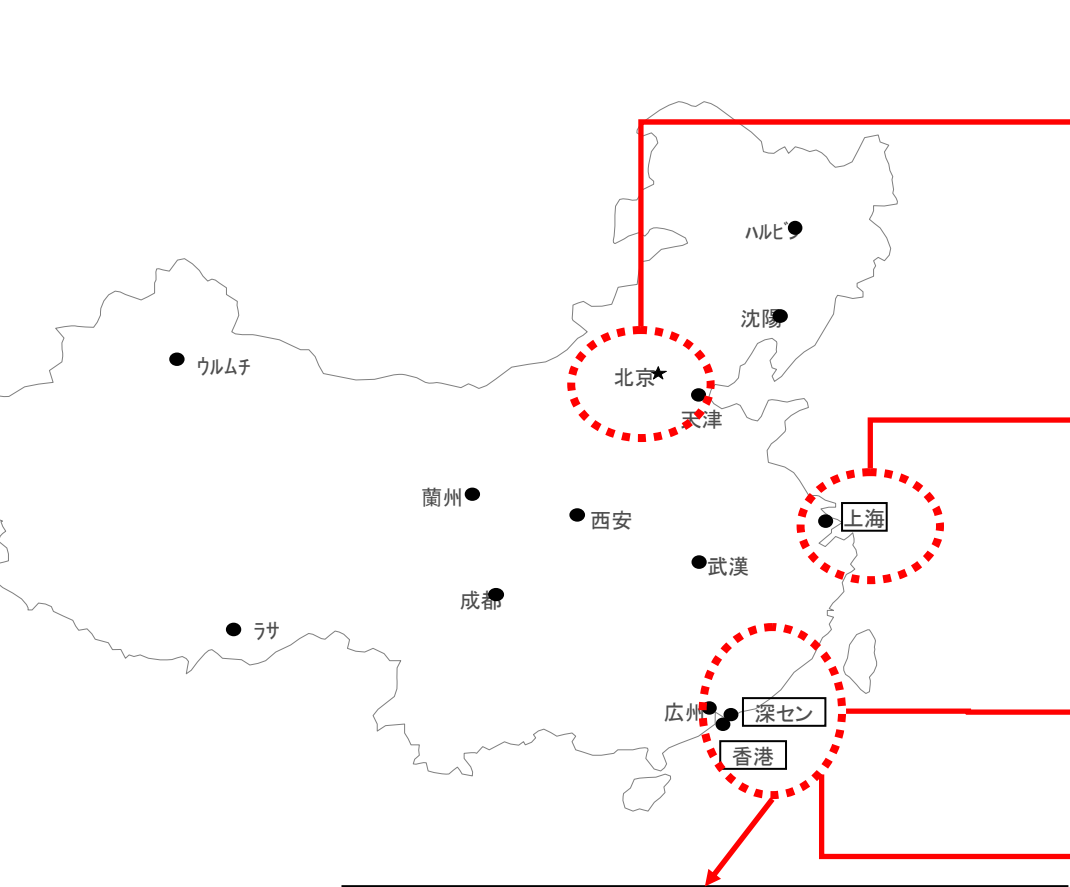 ﾊﾙﾋﾞﾝ
沈陽
ｳﾙﾑﾁ
北京
天津
蘭州
西安
上海
武漢
成都
ﾗｻ
広州
深セン
香港